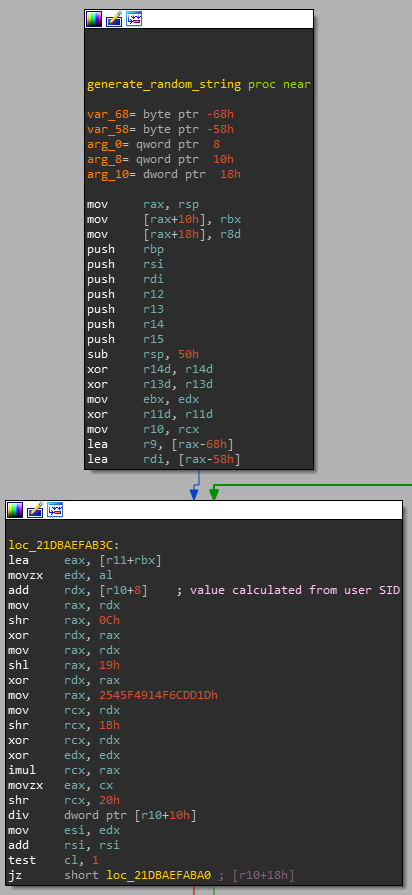 generate_random_string proc near
var_68= byte ptr -68h
var_58= byte ptr -58h
arg_0= qword ptr  8
arg_8= qword ptr  10h
arg_10= dword ptr  18h
mov     rax, rsp
mov     [rax+10h], rbx
mov     [rax+18h], r8d
push    rbp
push    rsi
push    rdi
push    r12
push    r13
push    r14
push    r15
sub     rsp, 50h
xor     r14d, r14d
xor     r13d, r13d
mov     ebx, edx
xor     r11d, r11d
mov     r10, rcx
lea     r9, [rax-68h]
lea     rdi, [rax-58h]
loc_21DBAEFAB3C:
lea     eax, [r11+rbx]
movzx   edx, al
add     rdx, [r10+8]    ; value calculated from user SID
mov     rax, rdx
shr     rax, 0Ch
xor     rdx, rax
mov     rax, rdx
shl     rax, 19h
xor     rdx, rax
mov     rax, 2545F4914F6CDD1Dh
mov     rcx, rdx
shr     rcx, 1Bh
xor     rcx, rdx
xor     edx, edx
imul    rcx, rax
movzx   eax, cx
shr     rcx, 20h
div     dword ptr [r10+10h]
mov     esi, edx
add     rsi, rsi
test    cl, 1
jz      short loc_21DBAEFABA0 ; [r10+18h]